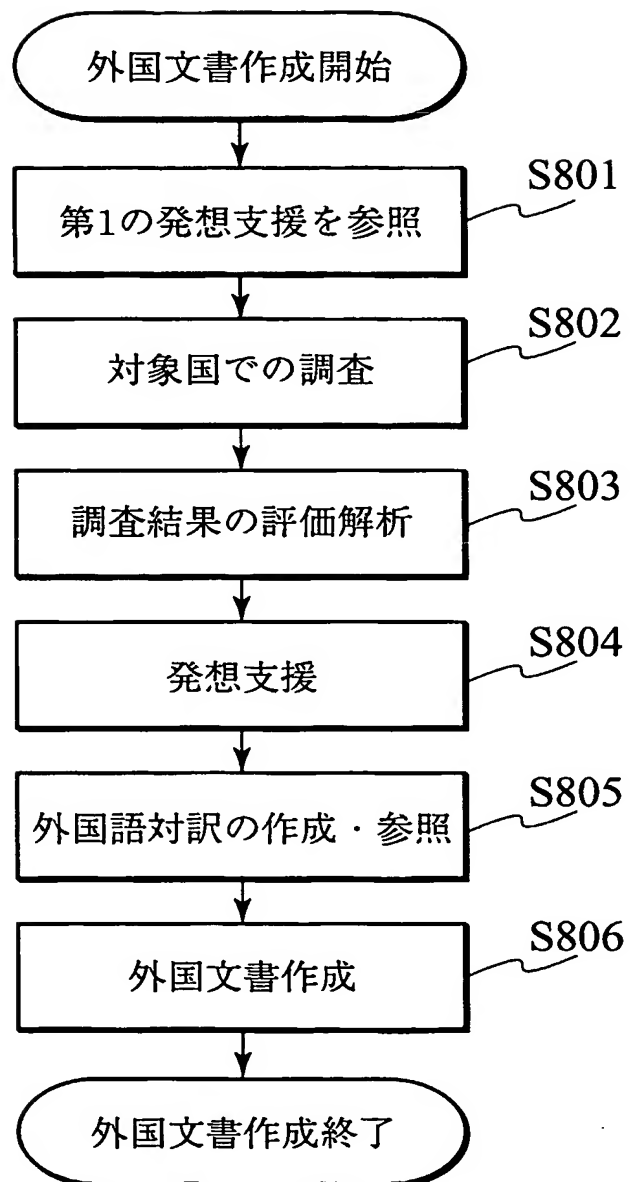 外国文書作成開始
S801
第1の発想支援を参照
S802
対象国での調査
S803
調査結果の評価解析
S804
発想支援
S805
外国語対訳の作成・参照
S806
外国文書作成
外国文書作成終了